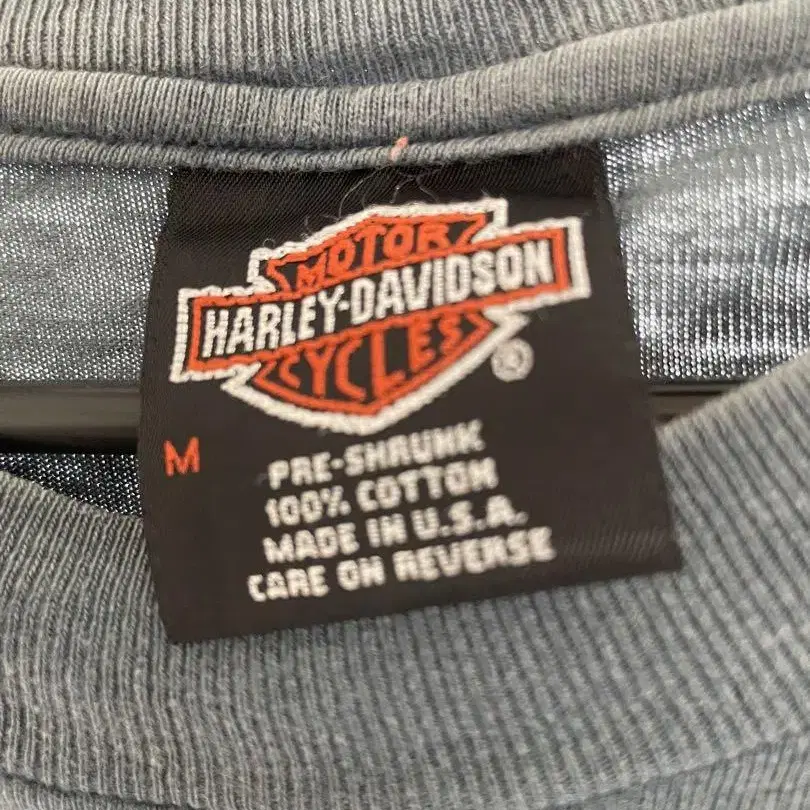 MOTOR
HARLEY-DAVIDSON
CYCLES
®
M
PRE-SHRUNK
100% COTTON
MADE IN U.S.A.
CARE ON REVERSE